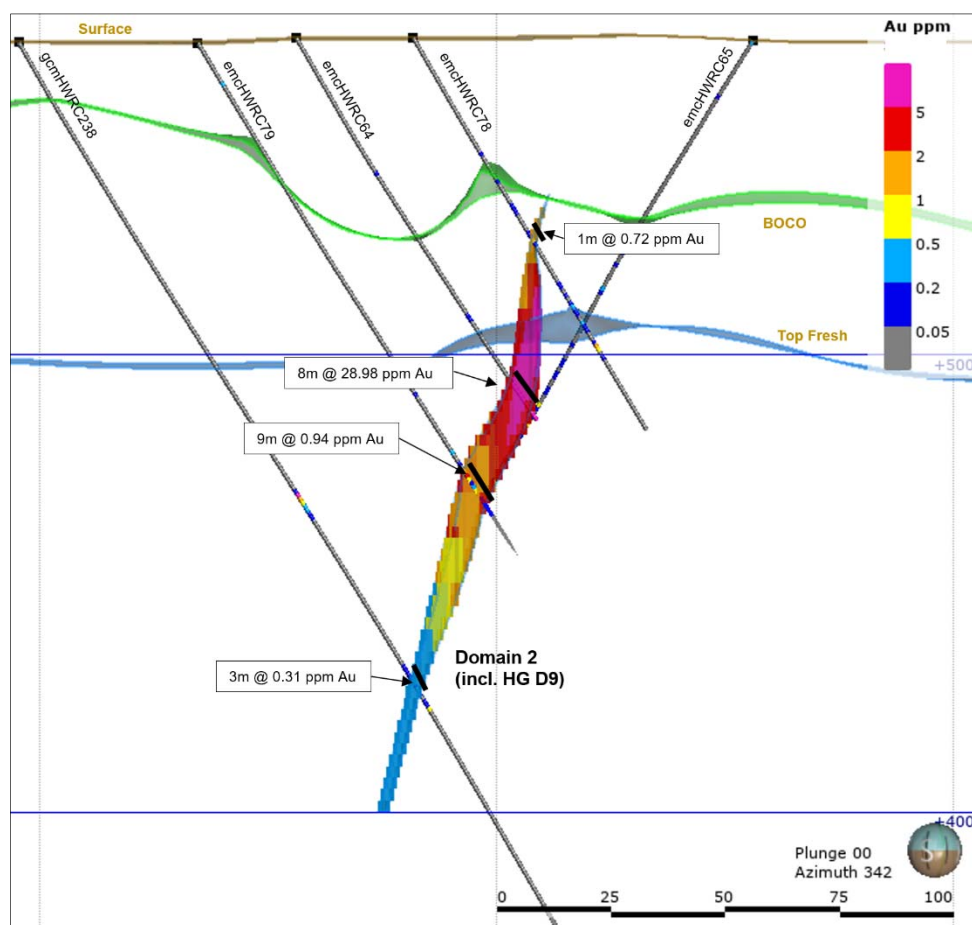 Surface
Au ppm
gcmHWRC238
emcHWRC79
emcHWRC64
emcHWRC78
emcHWRC65
5
2
1
0.5
0.2
0.05
1m @ 0.72 ppm Au
BOCO
Top Fresh
+500
8m @ 28.98 ppm Au
9m @ 0.94 ppm Au
3m @ 0.31 ppm Au
Domain 2
(incl. HG D9)
+400
Plunge 00
Azimuth 342
S
0
25
50
75
100